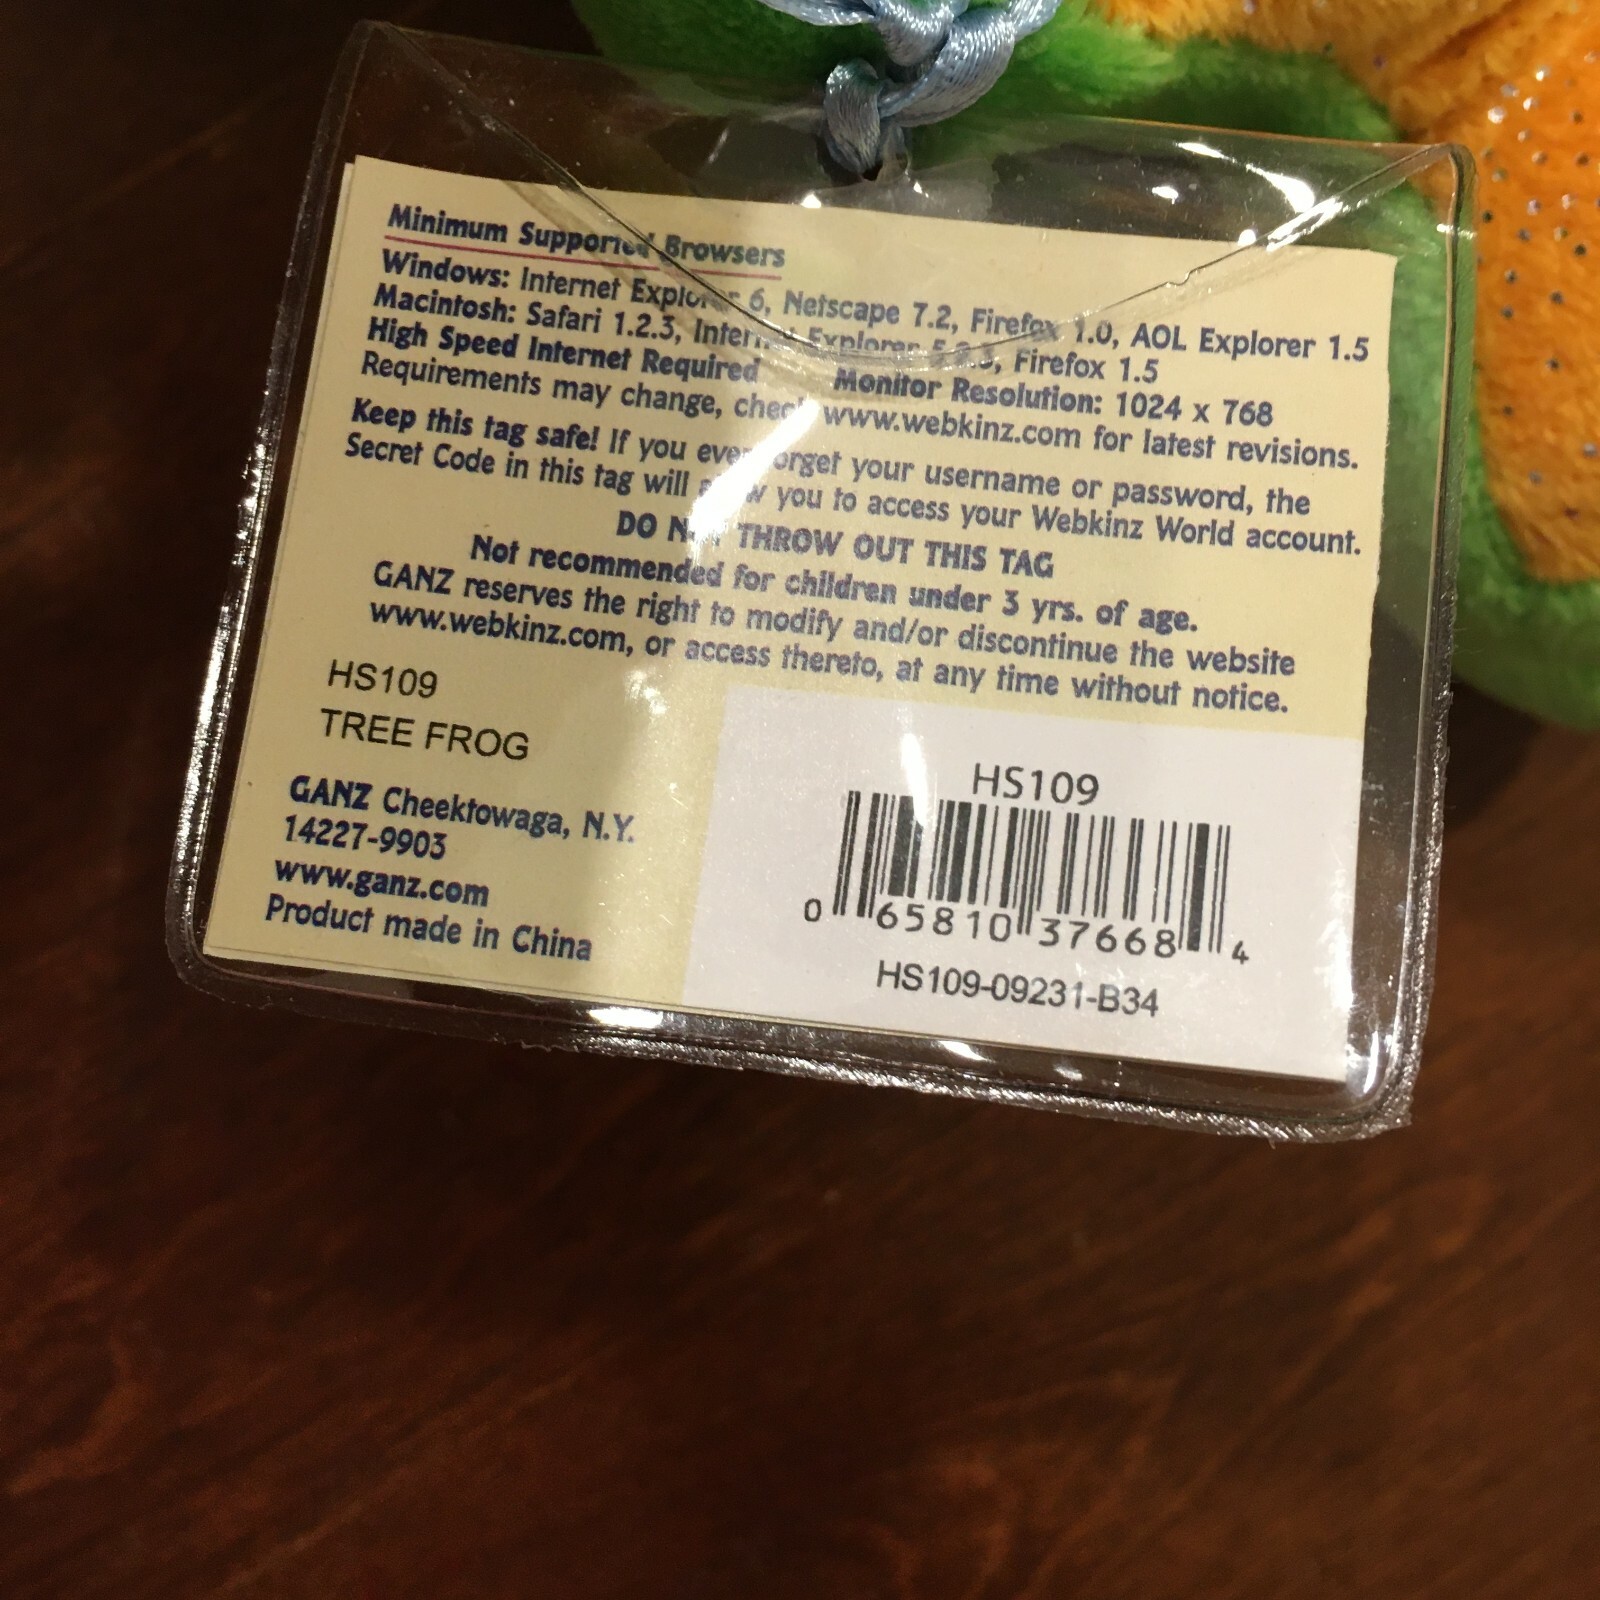 Minimum Supported Browsers
Windows: Internet Explorer 6, Netscape 7.2, Firefox 1.0, AOL Explorer 1.5
Macintosh: Safari 1.2.3, Internet Explorer 5.2.3, Firefox 1.5
High Speed Internet Required Monitor Resolution: 1024 x 768
Requirements may change, check www.webkinz.com for latest revisions.
Keep this tag safe! If you ever forget your username or password, the
Secret Code in this tag will allow you to access your Webkinz World account.
DO NOT THROW OUT THIS TAG
Not recommended for children under 3 yrs. of age.
GANZ reserves the right to modify and/or discontinue the website
www.webkinz.com, or access thereto, at any time without notice.
HS109
TREE FROG
GANZ Cheektowaga, N.Y.
14227-9903
www.ganz.com
Product made in China
HS109
0 65810 37668 4
HS109-09231-B34